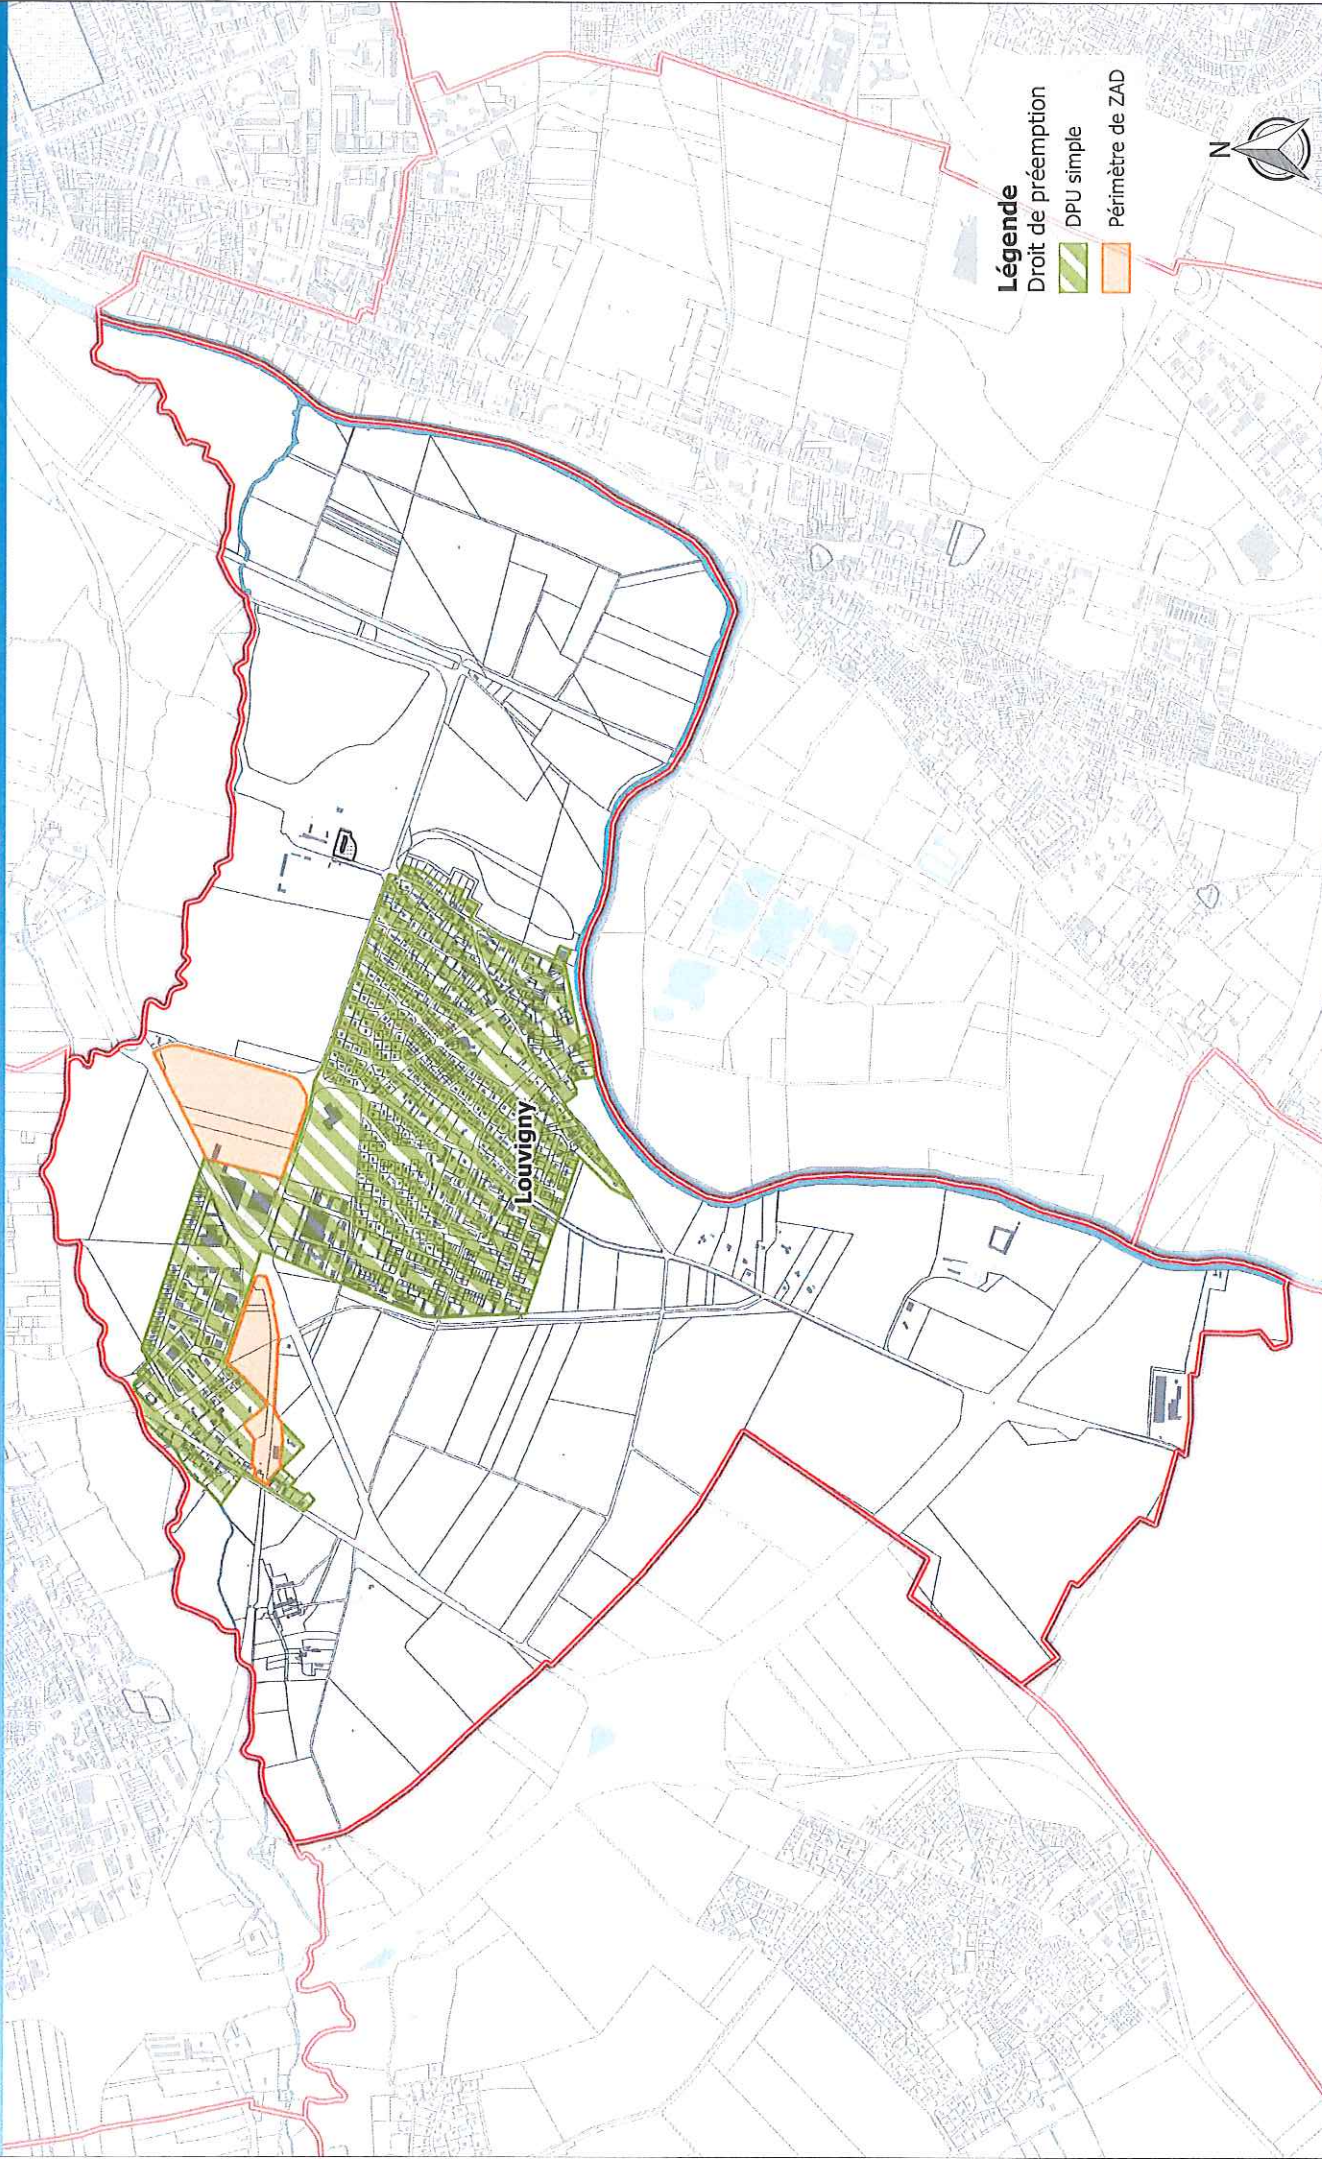 Louvigny
Légende
Droit de préemption
DPU simple
Périmètre de ZAD
N